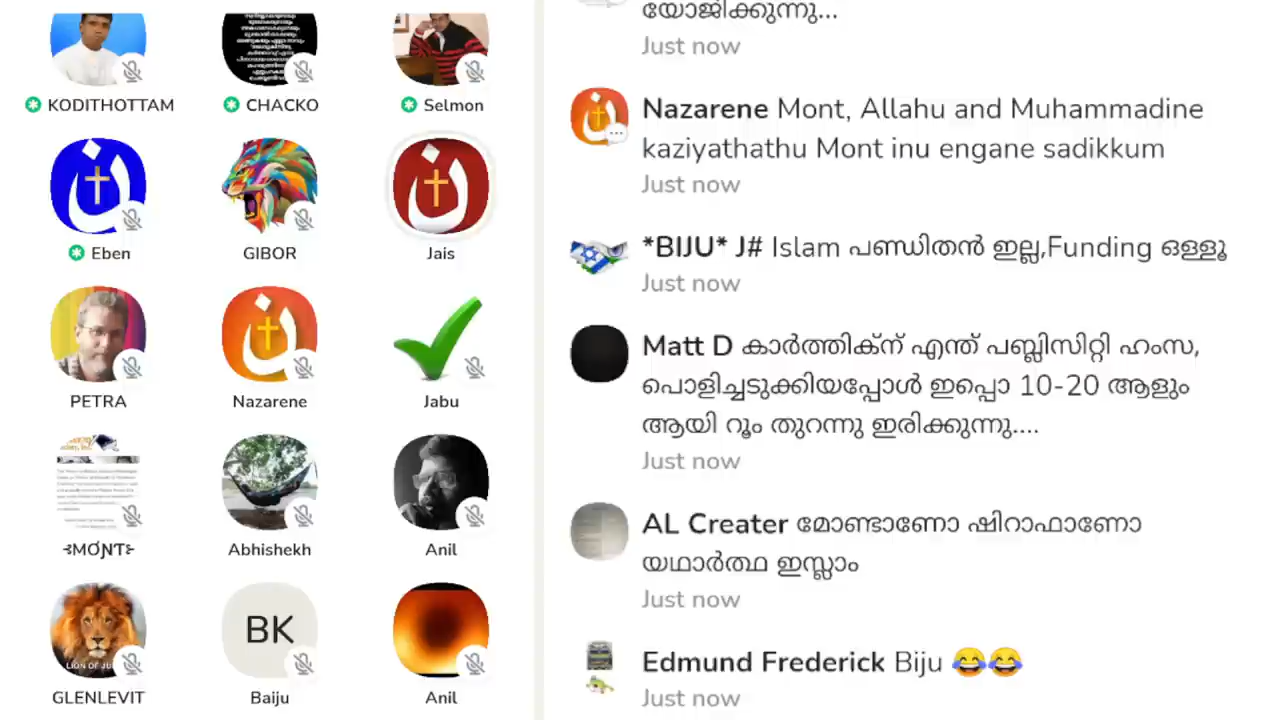 KODITHOTTAM
CHACKO
Selmon
Eben
GIBOR
Jais
PETRA
Nazarene
Jabu
⊰MƠƝƬ⊱
Abhishekh
Anil
LION OF
GLENLEVIT
BK
Baiju
Anil
യോജിക്കുന്നു...
Just now
Nazarene Mont, Allahu and Muhammadine
kaziyathathu Mont inu engane sadikkum
Just now
*BIJU* J# Islam പണ്ഡിതൻ ഇല്ല,Funding ഒള്ളൂ
Just now
Matt D കാർത്തിക്ന് എന്ത് പബ്ലിസിറ്റി ഹംസ,
പൊളിച്ചടുക്കിയപ്പോൾ ഇപ്പൊ 10-20 ആളും
ആയി റൂം തുറന്നു ഇരിക്കുന്നു....
Just now
AL Creater മോണ്ടാണോ ഷിറാഫാണോ
യഥാർത്ഥ ഇസ്ലാം
Just now
Edmund Frederick Biju 😂😂
Just now